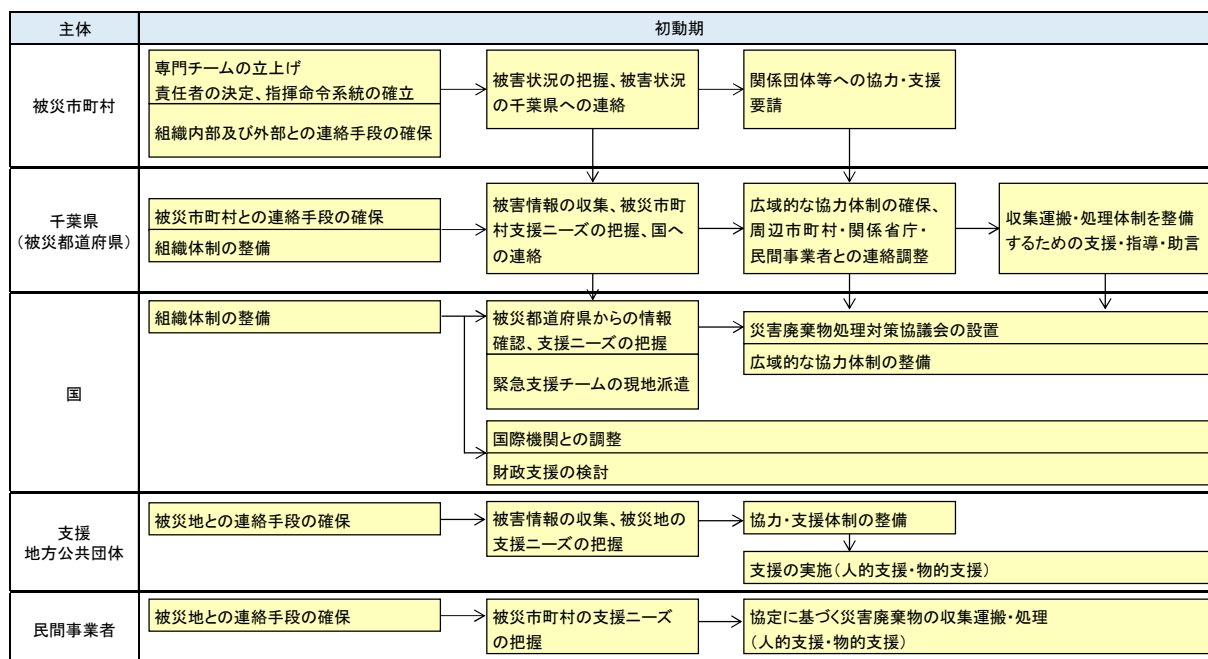 主体
初動期
被災市町村
専門チームの立上げ
責任者の決定、指揮命令系統の確立
組織内部及び外部との連絡手段の確保
被害状況の把握、被害状況
の千葉県への連絡
関係団体等への協力・支援
要請
千葉県
（被災都道府県）
被災市町村との連絡手段の確保
組織体制の整備
被害情報の収集、被災市町
村支援ニーズの把握、国へ
の連絡
広域的な協力体制の確保、
周辺市町村・関係省庁・
民間事業者との連絡調整
収集運搬・処理体制を整備
するための支援・指導・助言
国
組織体制の整備
被災都道府県からの情報
確認、支援ニーズの把握
緊急支援チームの現地派遣
災害廃棄物処理対策協議会の設置
広域的な協力体制の整備
国際機関との調整
財政支援の検討
支援
地方公共団体
被災地との連絡手段の確保
被害情報の収集、被災地の
支援ニーズの把握
協力・支援体制の整備
支援の実施（人的支援・物的支援）
民間事業者
被災地との連絡手段の確保
被災市町村の支援ニーズ
の把握
協定に基づく災害廃棄物の収集運搬・処理
（人的支援・物的支援）